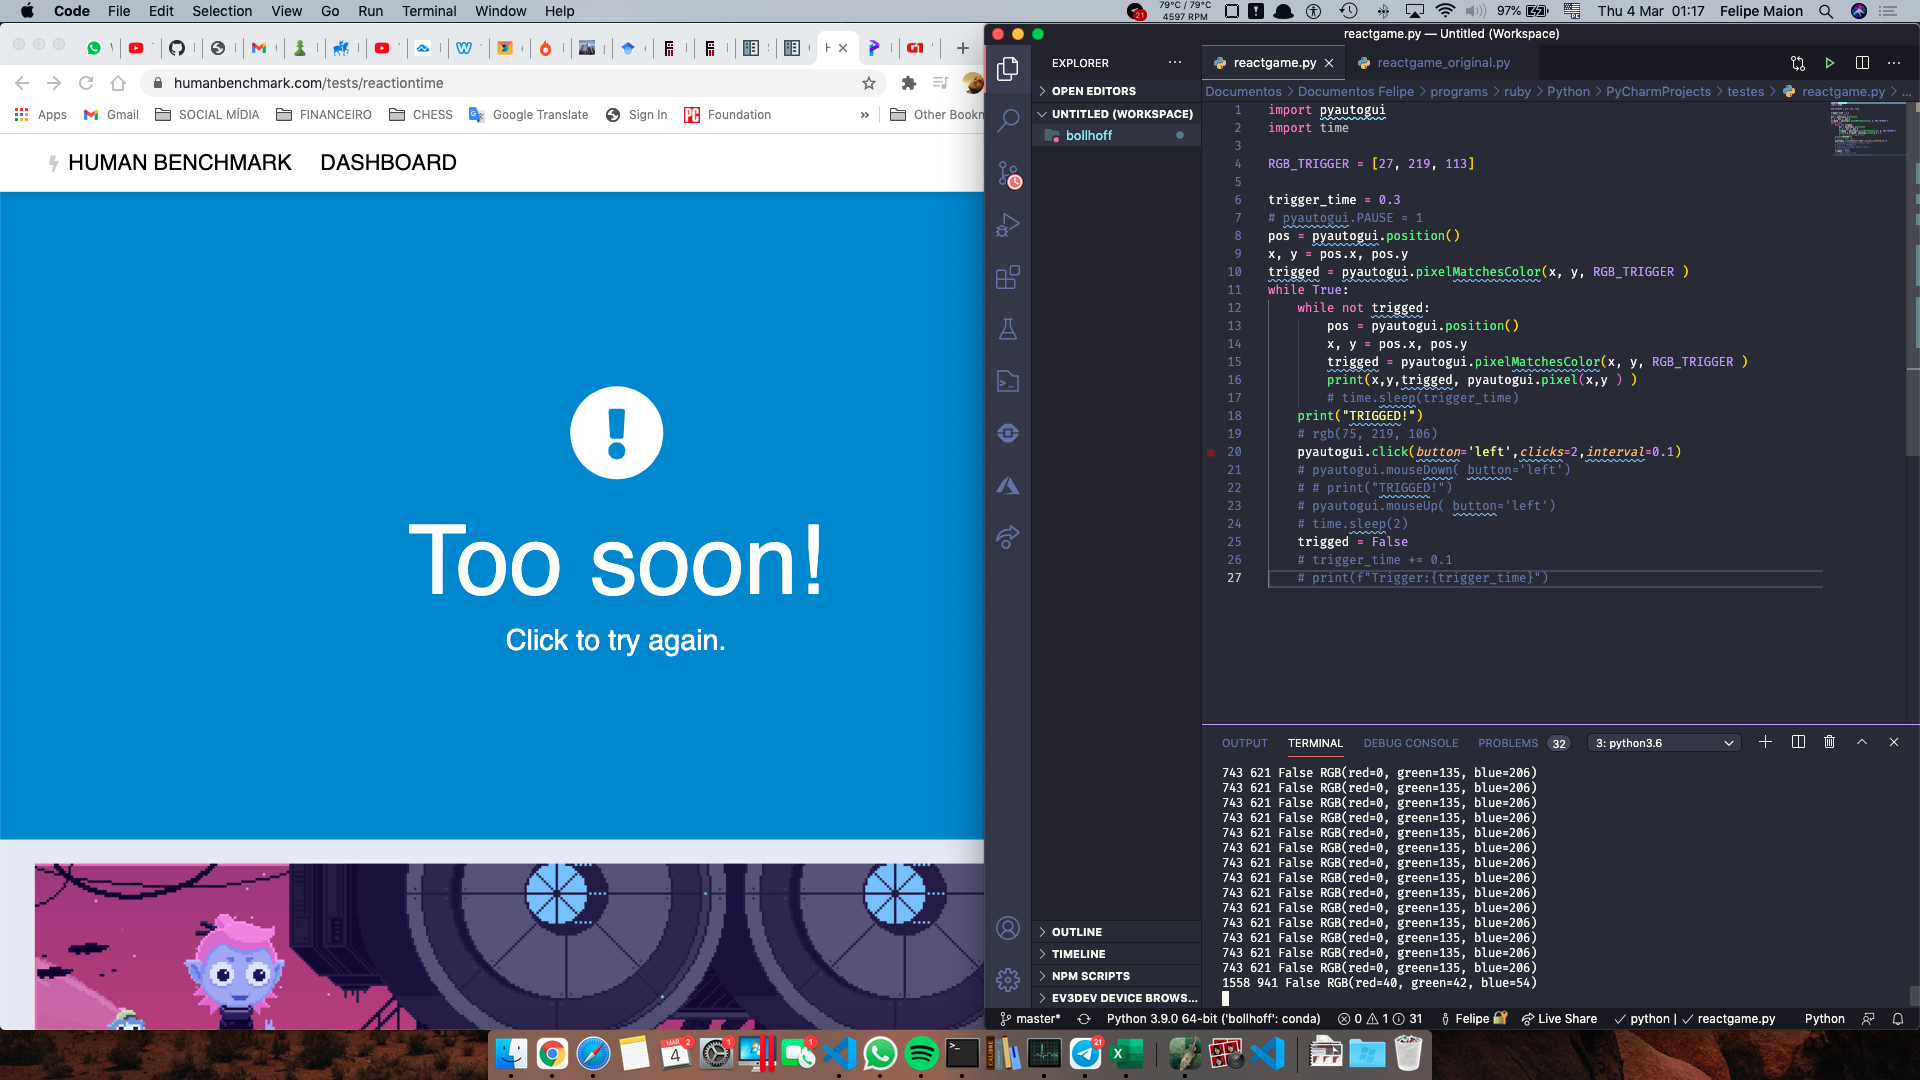 Code File Edit Selection View Go Run Terminal Window Help
21 79°C / 79°C 4597 RPM 97% Thu 4 Mar 01:17 Felipe Maion
humanbenchmark.com/tests/reactiontime
Apps Gmail SOCIAL MÍDIA FINANCEIRO CHESS Google Translate Sign In Foundation » Other Bookn
HUMAN BENCHMARK DASHBOARD
!
Too soon!
Click to try again.
reactgame.py — Untitled (Workspace)
EXPLORER
OPEN EDITORS
UNTITLED (WORKSPACE)
bollhoff
OUTLINE
TIMELINE
NPM SCRIPTS
EV3DEV DEVICE BROWS...
reactgame.py reactgame_original.py
Documentos > Documentos Felipe > programs > ruby > Python > PyCharmProjects > testes > reactgame.py > ...
1 import pyautogui
2 import time
3
4 RGB_TRIGGER = [27, 219, 113]
5
6 trigger_time = 0.3
7 # pyautogui.PAUSE = 1
8 pos = pyautogui.position()
9 x, y = pos.x, pos.y
10 trigged = pyautogui.pixelMatchesColor(x, y, RGB_TRIGGER )
11 while True:
12 while not trigged:
13 pos = pyautogui.position()
14 x, y = pos.x, pos.y
15 trigged = pyautogui.pixelMatchesColor(x, y, RGB_TRIGGER )
16 print(x,y,trigged, pyautogui.pixel(x,y ) )
17 # time.sleep(trigger_time)
18 print("TRIGGED!")
19 # rgb(75, 219, 106)
20 pyautogui.click(button='left',clicks=2,interval=0.1)
21 # pyautogui.mouseDown( button='left')
22 # # print("TRIGGED!")
23 # pyautogui.mouseUp( button='left')
24 # time.sleep(2)
25 trigged = False
26 # trigger_time += 0.1
27 # print(f"Trigger:{trigger_time}")
OUTPUT TERMINAL DEBUG CONSOLE PROBLEMS 32 3: python3.6
743 621 False RGB(red=0, green=135, blue=206)
743 621 False RGB(red=0, green=135, blue=206)
743 621 False RGB(red=0, green=135, blue=206)
743 621 False RGB(red=0, green=135, blue=206)
743 621 False RGB(red=0, green=135, blue=206)
743 621 False RGB(red=0, green=135, blue=206)
743 621 False RGB(red=0, green=135, blue=206)
743 621 False RGB(red=0, green=135, blue=206)
743 621 False RGB(red=0, green=135, blue=206)
743 621 False RGB(red=0, green=135, blue=206)
743 621 False RGB(red=0, green=135, blue=206)
743 621 False RGB(red=0, green=135, blue=206)
743 621 False RGB(red=0, green=135, blue=206)
743 621 False RGB(red=0, green=135, blue=206)
1558 941 False RGB(red=40, green=42, blue=54)
master* Python 3.9.0 64-bit ('bollhoff': conda) 0 1 31 Felipe Live Share python | reactgame.py Python